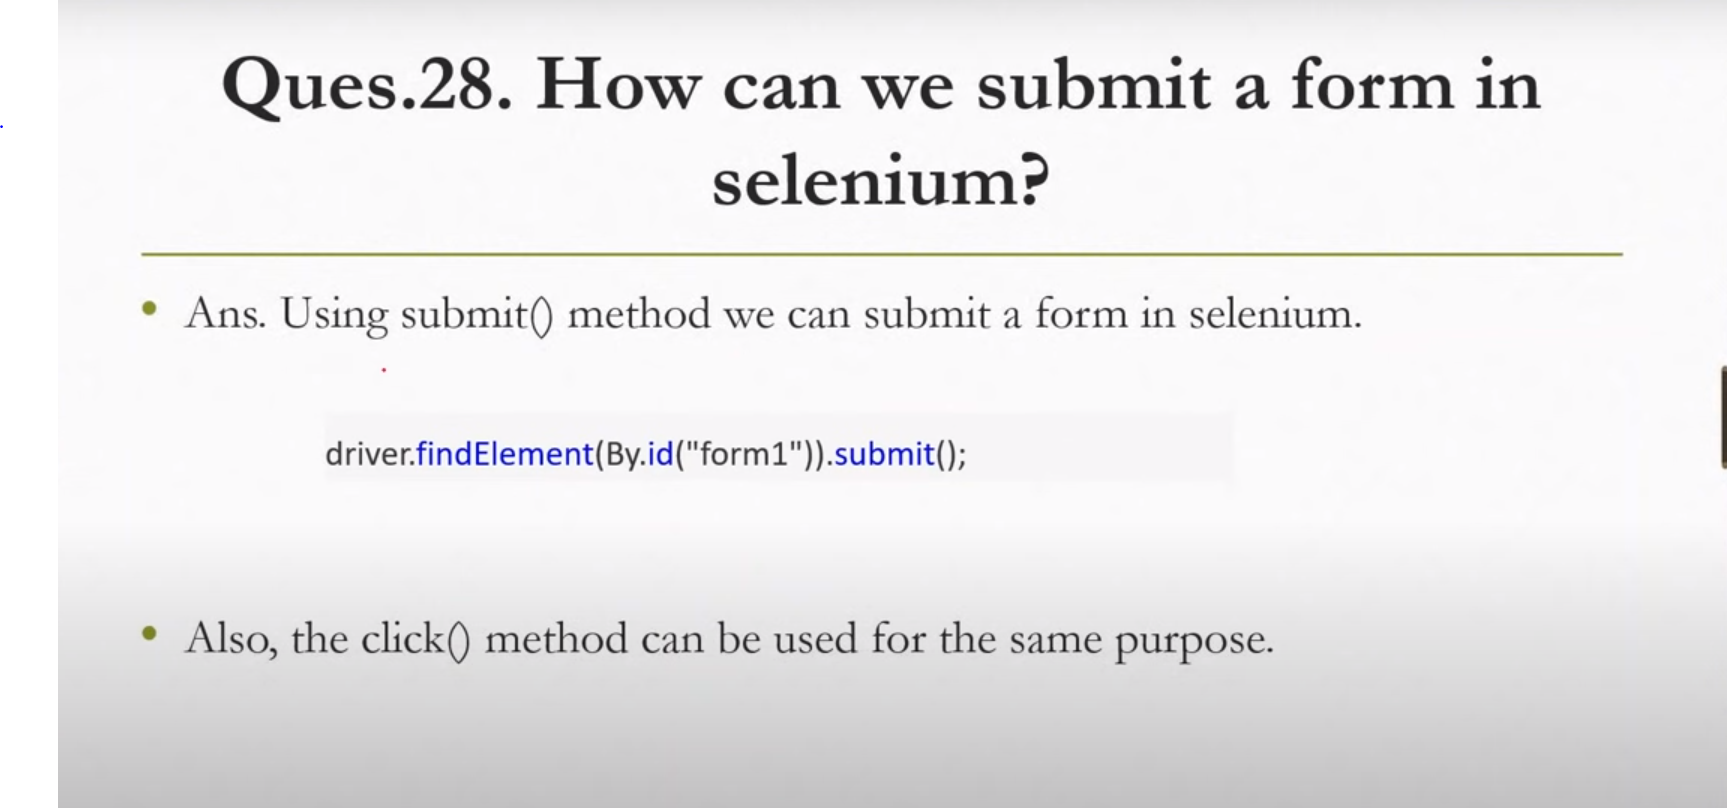 Ques.28. How can we submit a form in
selenium?
• Ans. Using submit() method we can submit a form in selenium.
driver.findElement(By.id("form1")).submit();
• Also, the click() method can be used for the same purpose.